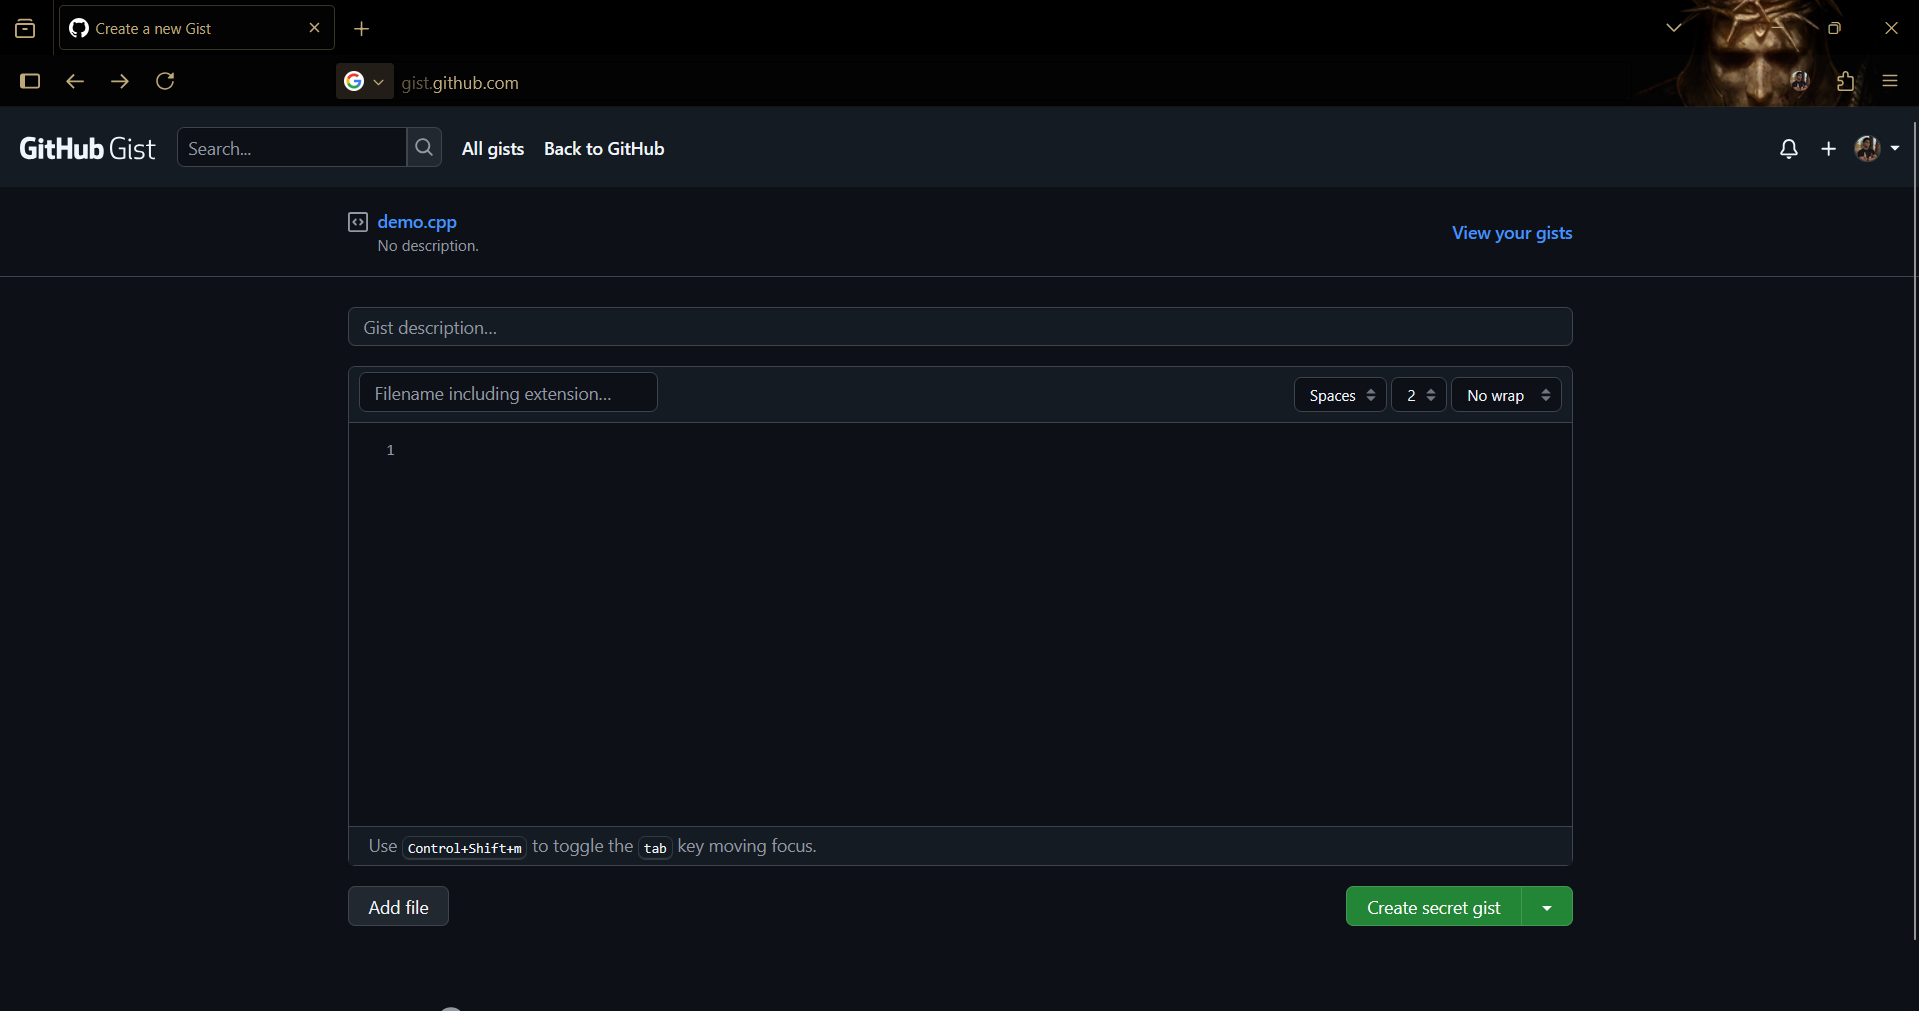 Create a new Gist
gist.github.com
GitHub Gist Search... All gists Back to GitHub
demo.cpp
No description.
View your gists
Gist description...
Filename including extension... Spaces 2 No wrap
1
Use Control+Shift+m to toggle the tab key moving focus.
Add file Create secret gist